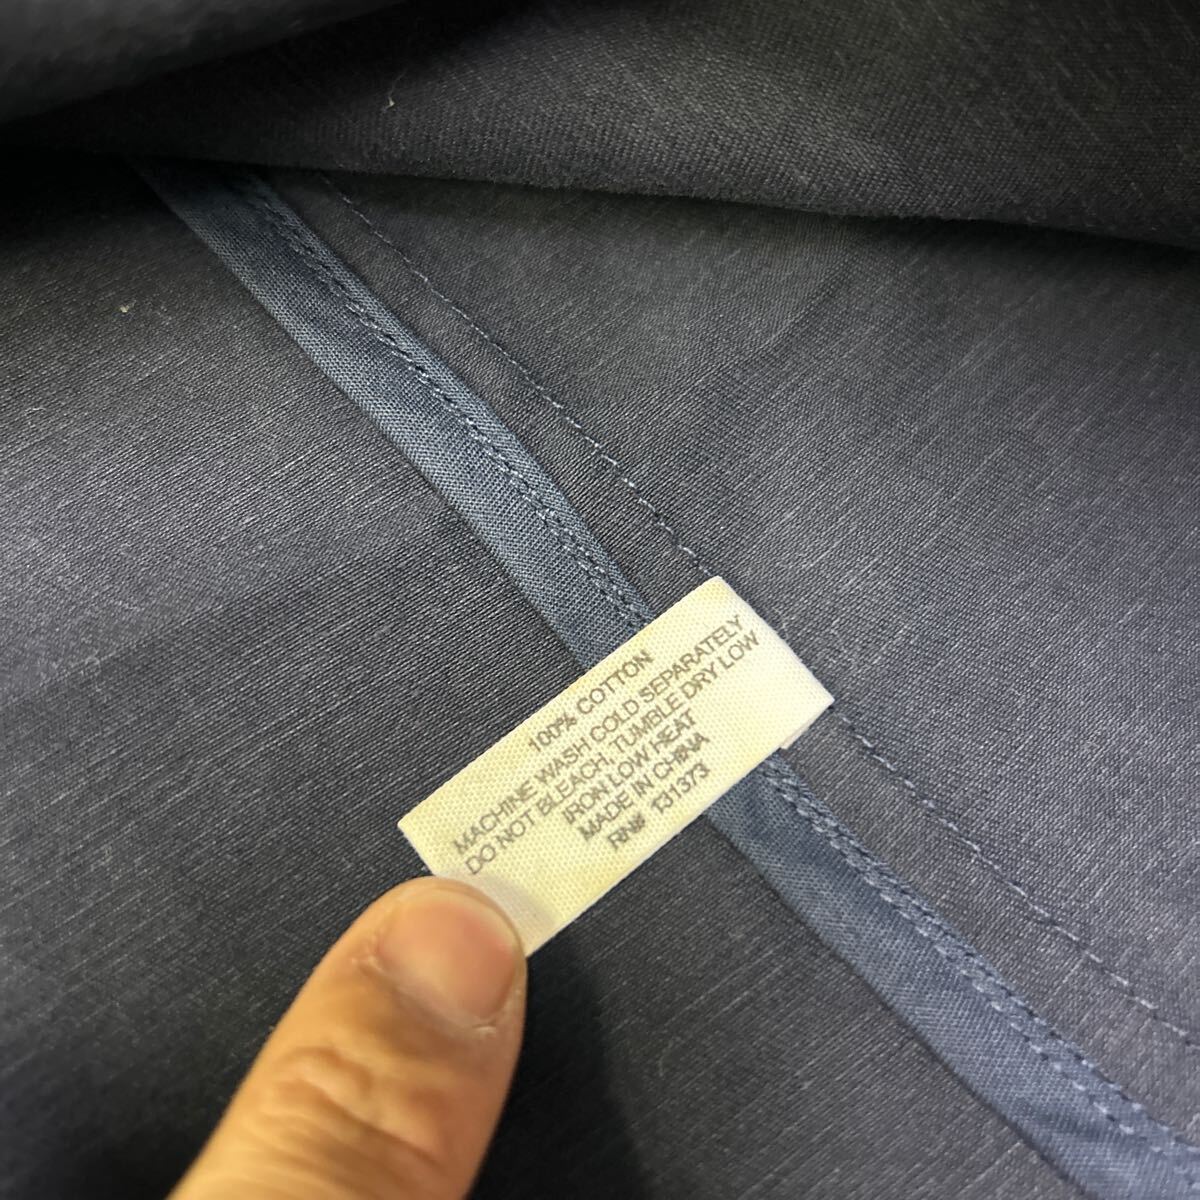 100% COTTON
MACHINE WASH COLD SEPARATELY
DO NOT BLEACH, TUMBLE DRY LOW
IRON LOW HEAT
MADE IN CHINA
RN# 131373